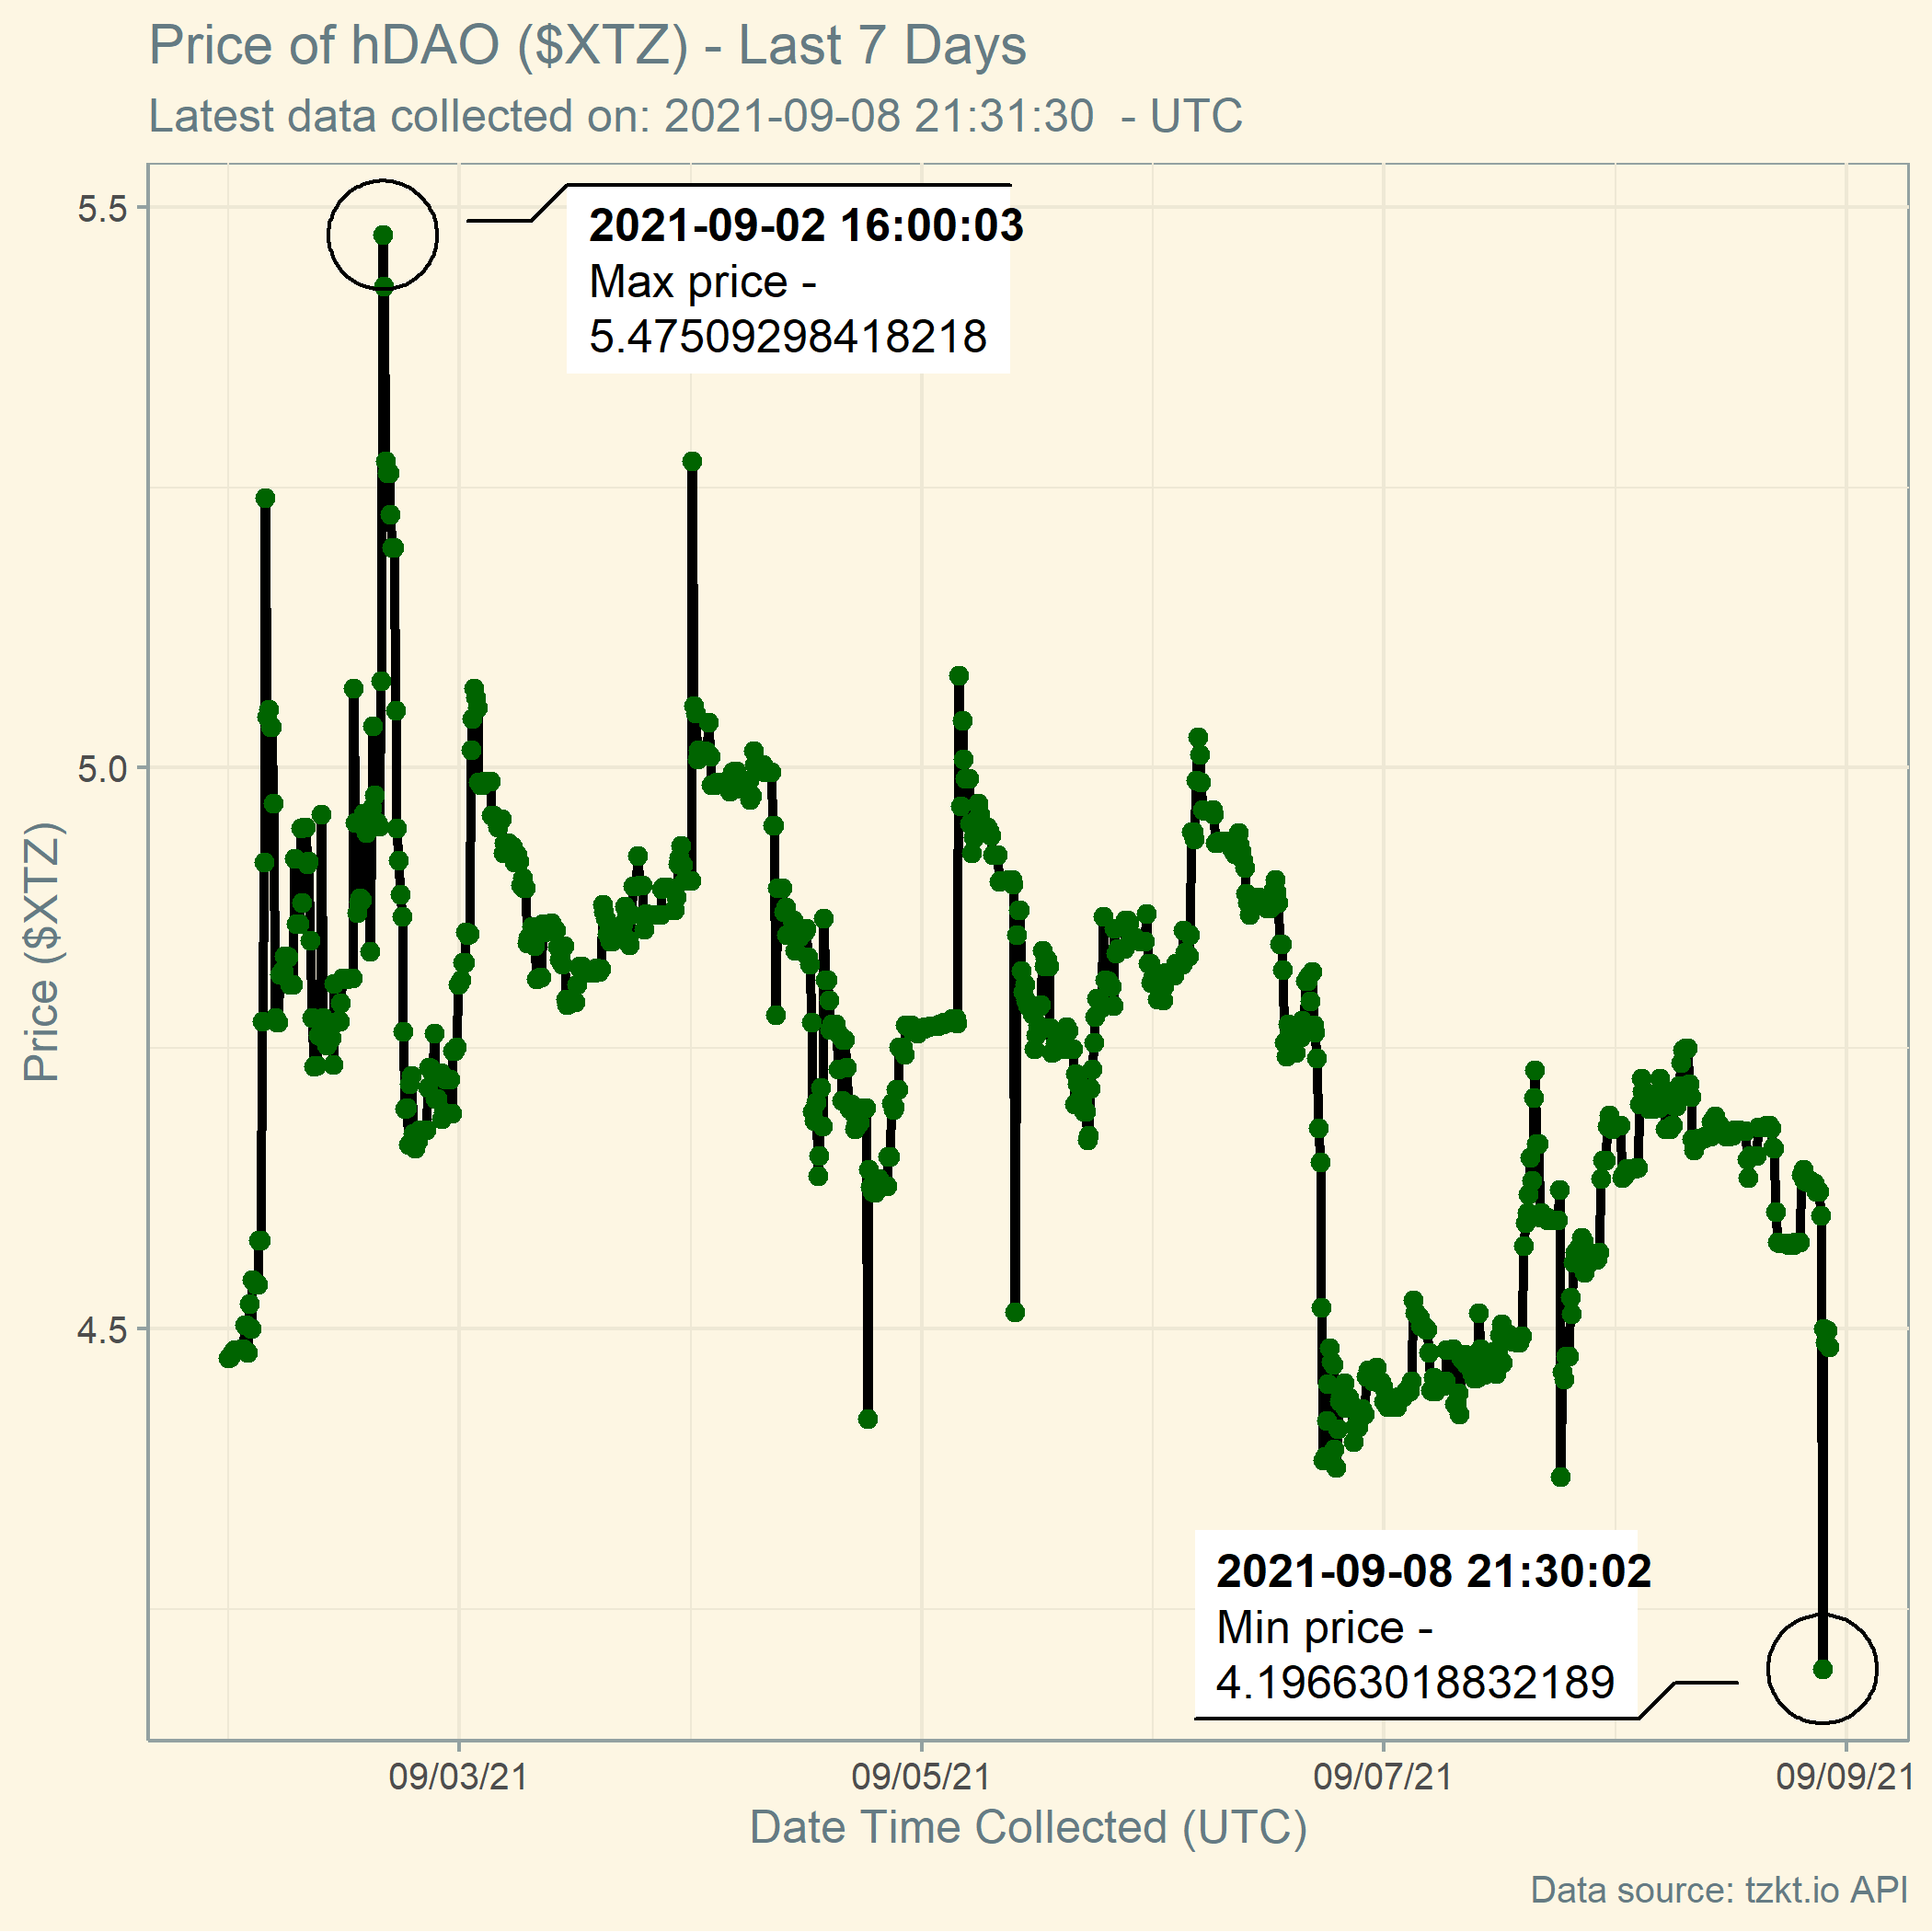 Price of hDAO ($XTZ) - Last 7 Days
Latest data collected on: 2021-09-08 21:31:30  - UTC
5.5
5.0
4.5
Price ($XTZ)
2021-09-02 16:00:03
Max price -
5.47509298418218
2021-09-08 21:30:02
Min price -
4.19663018832189
09/03/21
09/05/21
09/07/21
09/09/21
Date Time Collected (UTC)
Data source: tzkt.io API